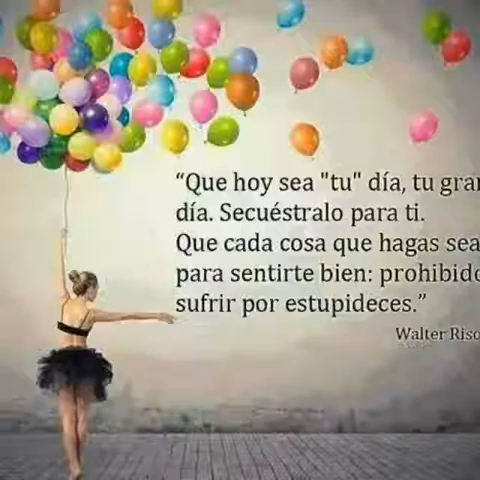 “Que hoy sea "tu" día, tu gran
día. Secuéstralo para ti.
Que cada cosa que hagas sea
para sentirte bien: prohibido
sufrir por estupideces.”
Walter Riso